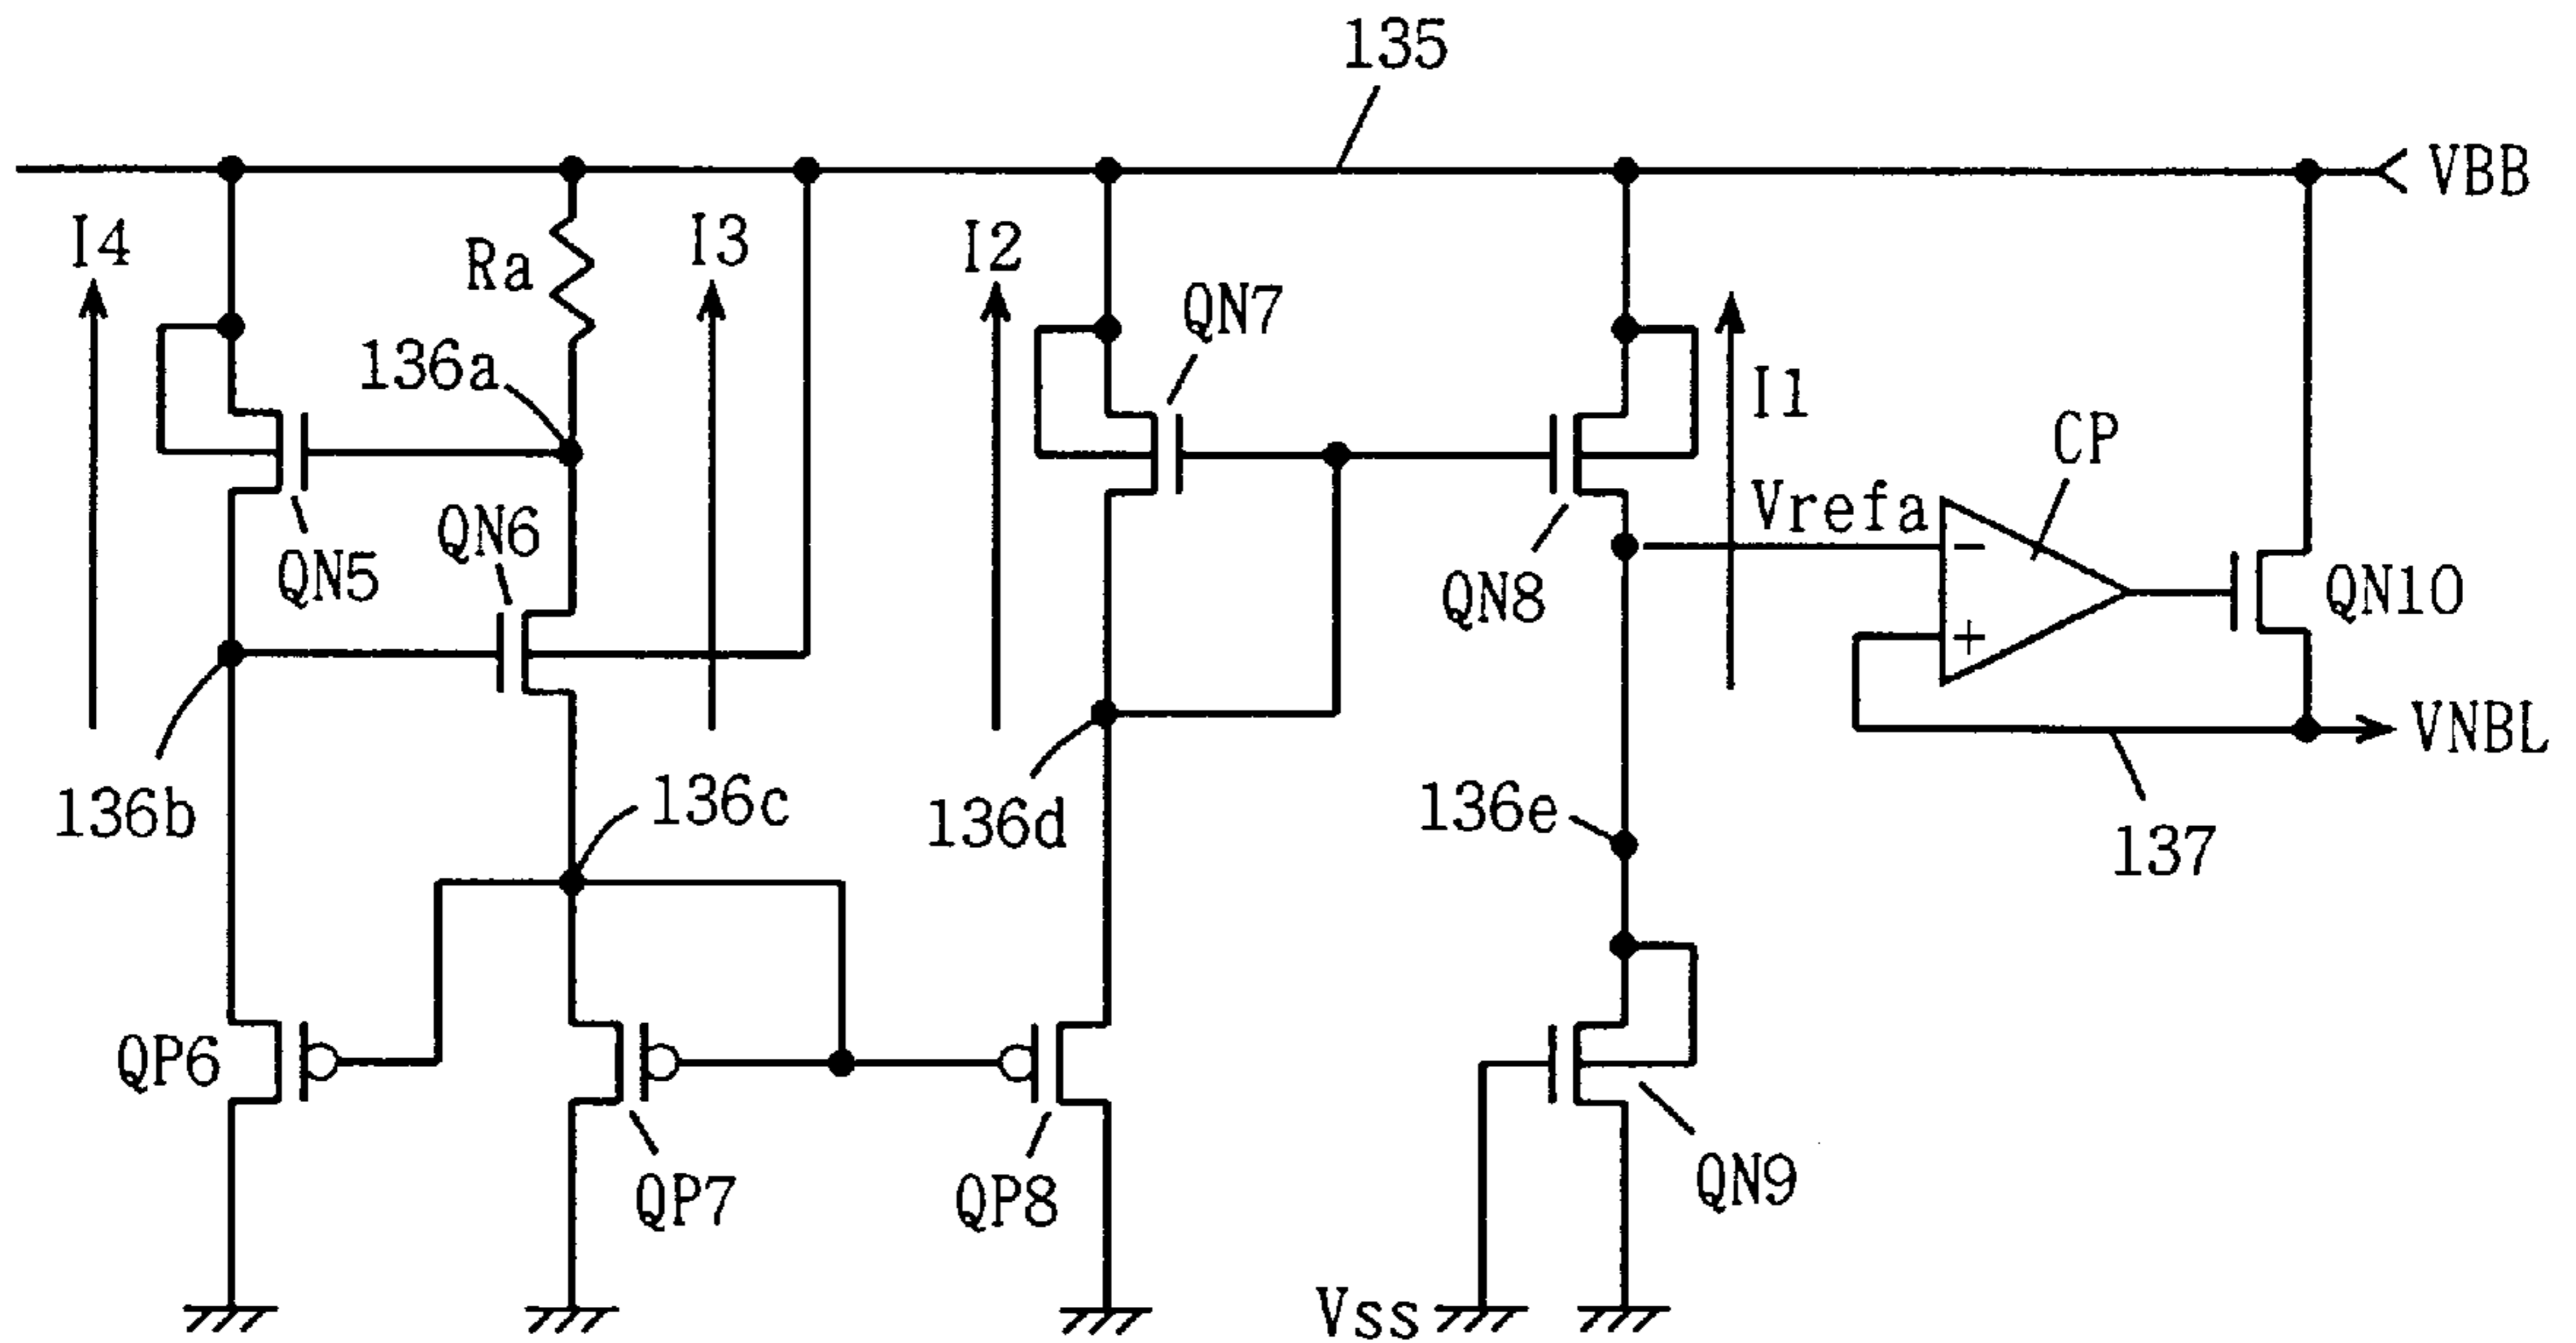 135
VBB
I4
Ra
I3
I2
QN7
136a
I1
CP
QN6
Vrefa
−
QN5
QN8
QN10
+
VNBL
136b
136c
136d
136e
137
QP6
QP7
QP8
QN9
Vss